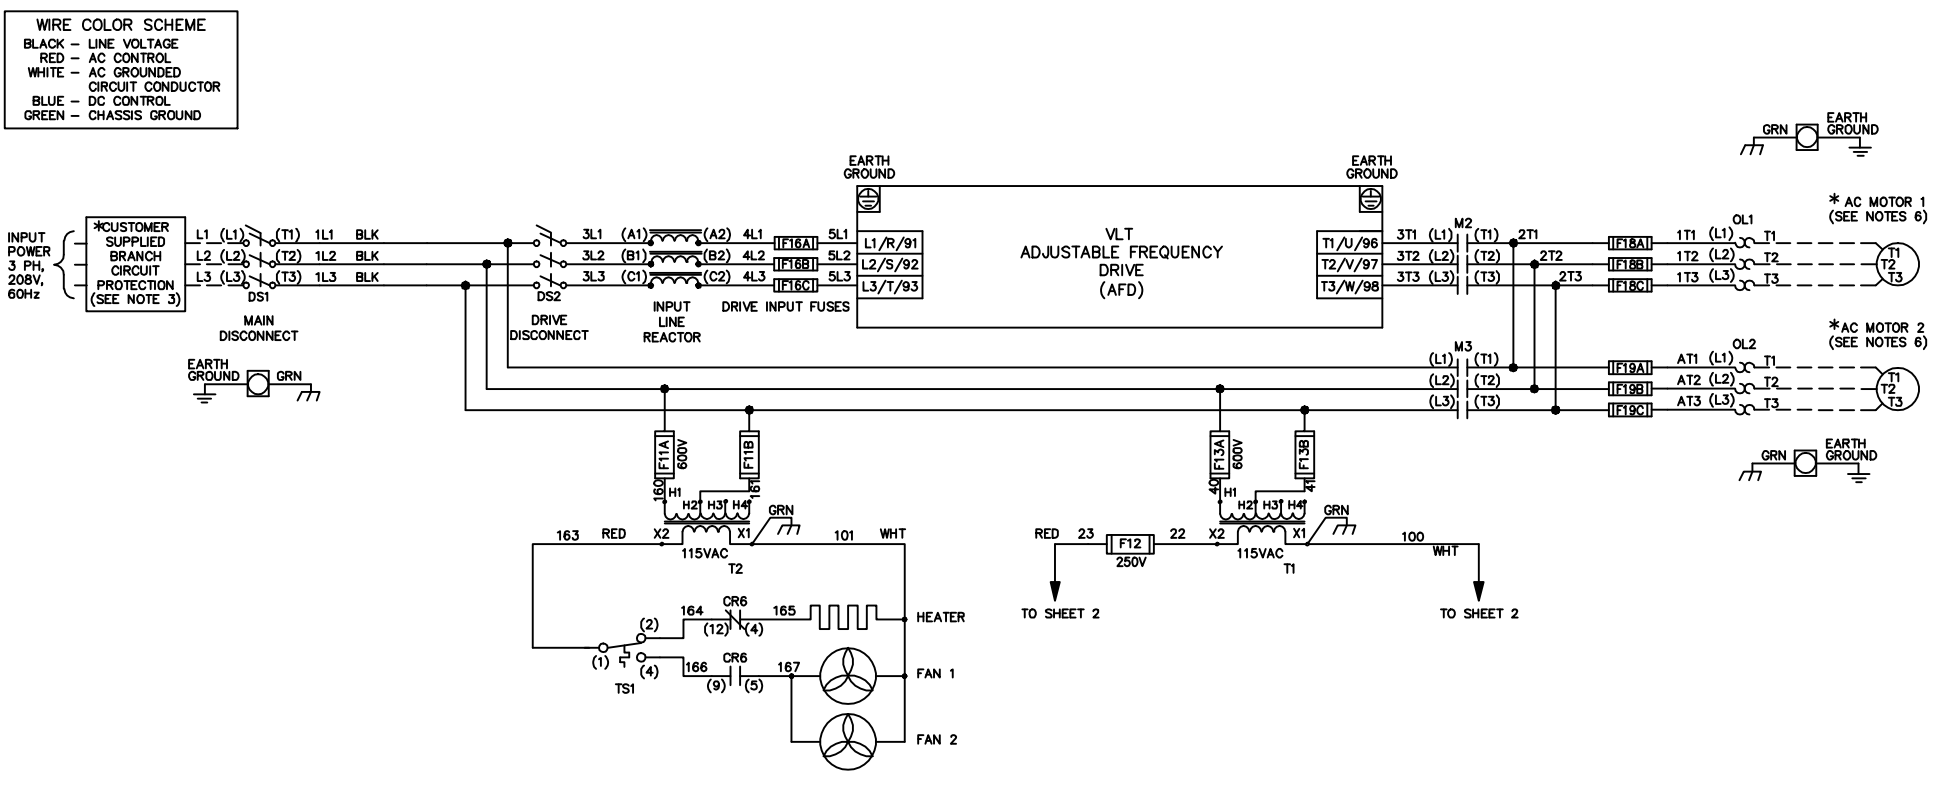 WIRE COLOR SCHEME
BLACK – LINE VOLTAGE
RED – AC CONTROL
WHITE – AC GROUNDED
CIRCUIT CONDUCTOR
BLUE – DC CONTROL
GREEN – CHASSIS GROUND
INPUT
POWER
3 PH,
208V,
60Hz
*CUSTOMER
SUPPLIED
BRANCH
CIRCUIT
PROTECTION
(SEE NOTE 3)
L1 (L1) (T1) 1L1 BLK
L2 (L2) (T2) 1L2 BLK
L3 (L3) (T3) 1L3 BLK
DS1
MAIN
DISCONNECT
EARTH
GROUND
GRN
DS2
DRIVE
DISCONNECT
3L1 (A1) (A2) 4L1 F16A 5L1
3L2 (B1) (B2) 4L2 F16B 5L2
3L3 (C1) (C2) 4L3 F16C 5L3
INPUT
LINE
REACTOR
DRIVE INPUT FUSES
EARTH
GROUND
L1/R/91
L2/S/92
L3/T/93
VLT
ADJUSTABLE FREQUENCY
DRIVE
(AFD)
EARTH
GROUND
T1/U/96
T2/V/97
T3/W/98
M2
3T1 (L1) (T1) 2T1 F18A 1T1 (L1) T1
3T2 (L2) (T2) 2T2 F18B 1T2 (L2) T2
3T3 (L3) (T3) 2T3 F18C 1T3 (L3) T3
OL1
GRN
EARTH
GROUND
* AC MOTOR 1
(SEE NOTES 6)
T1
T2
T3
M3
(L1) (T1) F19A AT1 (L1) T1
(L2) (T2) F19B AT2 (L2) T2
(L3) (T3) F19C AT3 (L3) T3
OL2
*AC MOTOR 2
(SEE NOTES 6)
T1
T2
T3
GRN
EARTH
GROUND
F11A
600V
F11B
160
161
H1 H2 H3 H4
GRN
163 RED X2 X1 101 WHT
115VAC
T2
164 CR6 165
(12) (4)
HEATER
(2)
(1)
(4)
TS1
166 CR6 167
(9) (5)
FAN 1
FAN 2
F13A
600V
F13B
40
41
H1 H2 H3 H4
GRN
RED 23 F12 22 X2 X1 100
WHT
250V
115VAC
T1
TO SHEET 2
TO SHEET 2